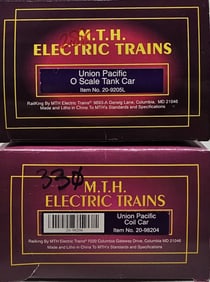 M.T.H.
ELECTRIC TRAINS
Union Pacific
O Scale Tank Car
Item No. 20-9205L
RailKing By MTH Electric Trains® 9693-A Gerwig Lane, Columbia, MD 21046
Made and Litho in China To MTH's Standards and Specifications
330
M.T.H.
ELECTRIC TRAINS
Union Pacific
Coil Car
Item No. 20-98204
RailKing By MTH Electric Trains® 7020 Columbia Gateway Drive, Columbia MD 21046
Made and Litho in China to MTH's Standards and Specifications